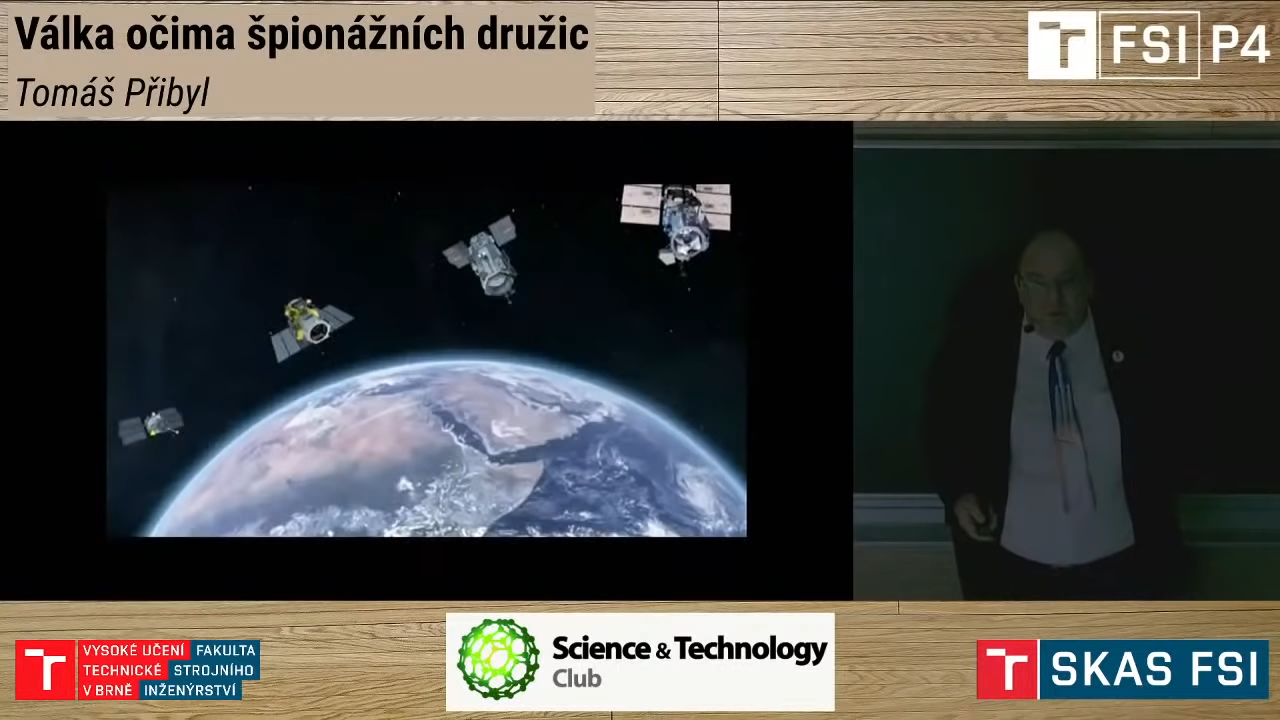 Válka očima špionážních družic
Tomáš Přibyl
FSI P4
VYSOKÉ UČENÍ FAKULTA
TECHNICKÉ STROJNÍHO
V BRNĚ INŽENÝRSTVÍ
Science & Technology
Club
SKAS FSI